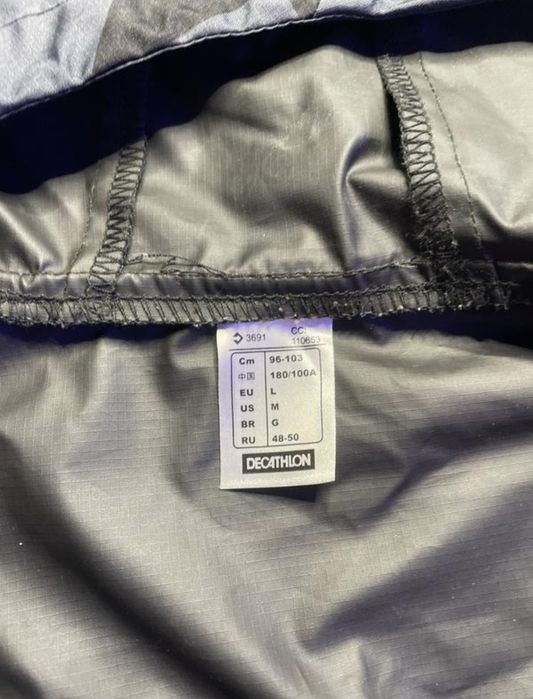 3691 CC:
110653
Cm 96-103
中国 180/100A
EU L
US M
BR G
RU 48-50
DECATHLON